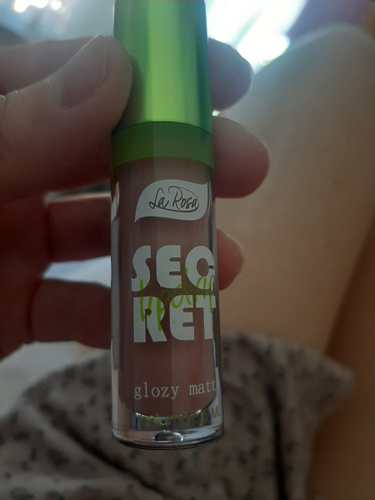 La Rosa
SEC
RET
glozy matt